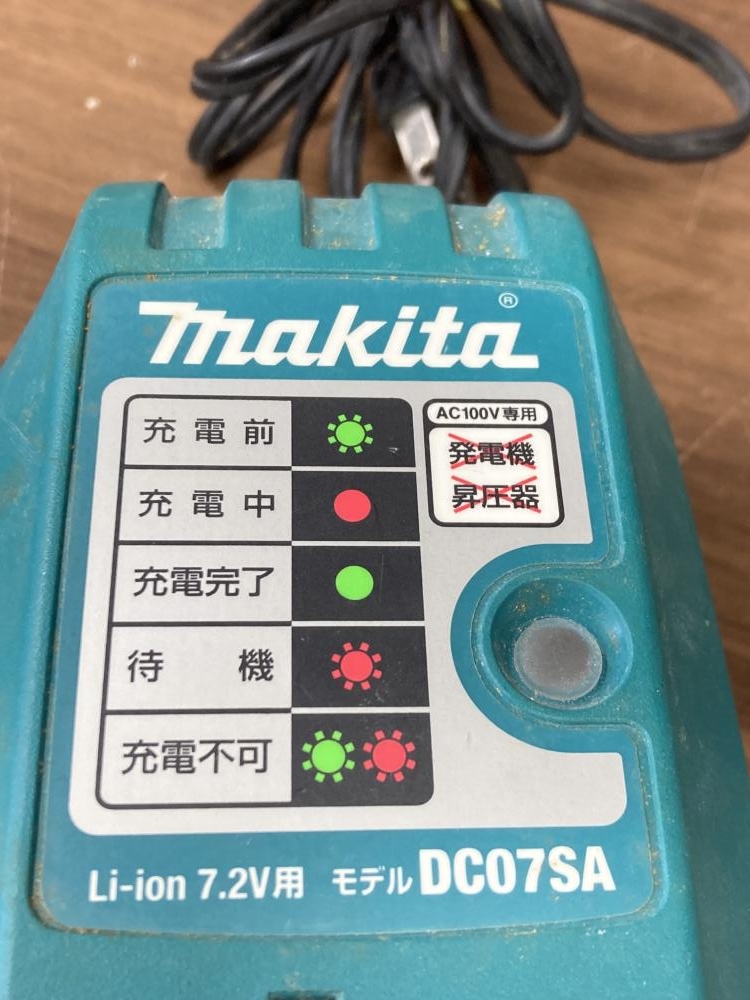 makita®
充電前
充電中
充電完了
待機
充電不可
AC100V専用
発電機
昇圧器
Li-ion 7.2V用 モデル DC07SA